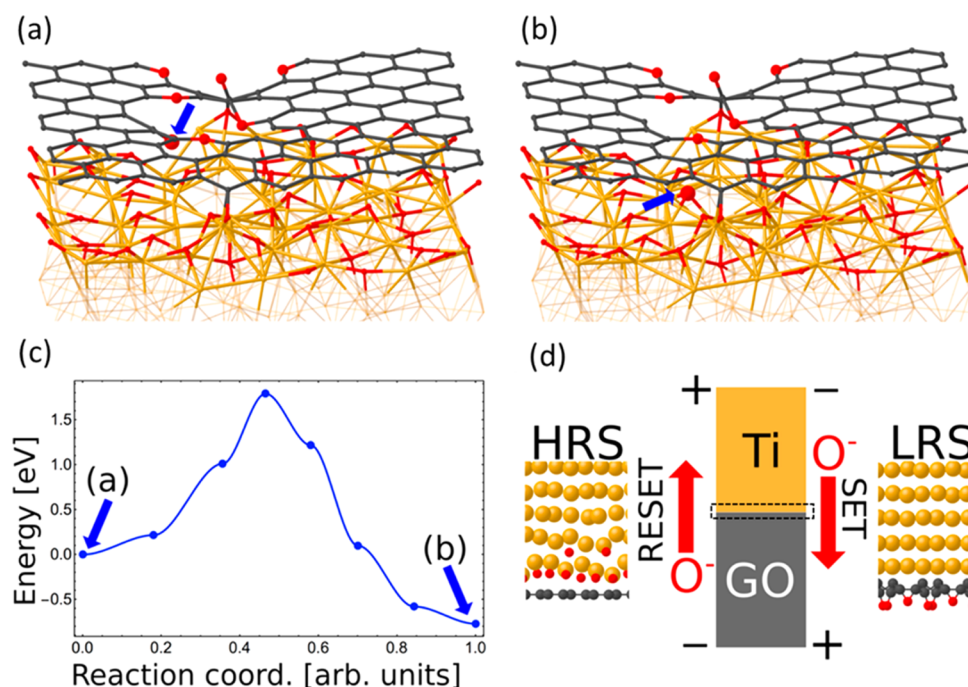 (a)
(b)
(c)
Energy [eV]
1.5
1.0
0.5
0.0
−0.5
(a)
(b)
0.0 0.2 0.4 0.6 0.8 1.0
Reaction coord. [arb. units]
(d)
+ −
HRS
Ti
LRS
RESET
O⁻
SET
O⁻
GO
− +